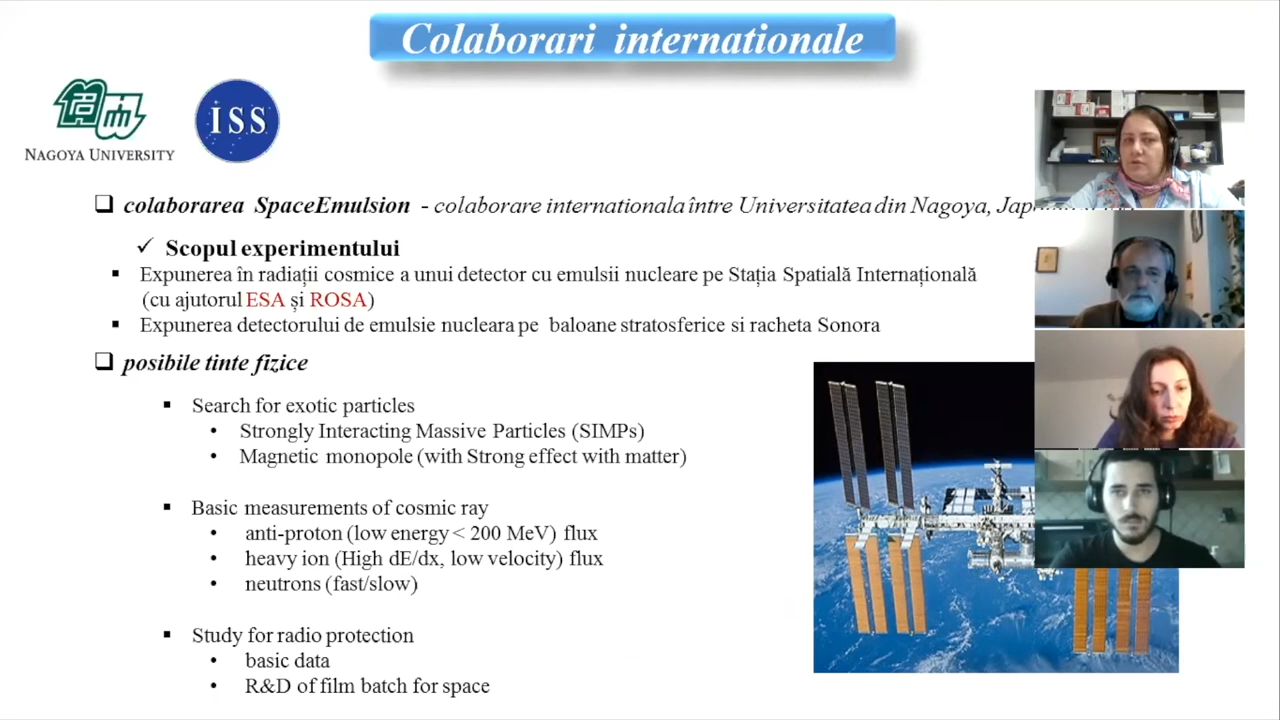 Colaborari internationale
NAGOYA UNIVERSITY
ISS
colaborarea SpaceEmulsion - colaborare internationala între Universitatea din Nagoya,
Scopul experimentului
Expunerea în radiații cosmice a unui detector cu emulsii nucleare pe Stația Spatială Internațională
(cu ajutorul ESA și ROSA)
Expunerea detectorului de emulsie nucleara pe baloane stratosferice si racheta Sonora
posibile tinte fizice
Search for exotic particles
Strongly Interacting Massive Particles (SIMPs)
Magnetic monopole (with Strong effect with matter)
Basic measurements of cosmic ray
anti-proton (low energy < 200 MeV) flux
heavy ion (High dE/dx, low velocity) flux
neutrons (fast/slow)
Study for radio protection
basic data
R&D of film batch for space